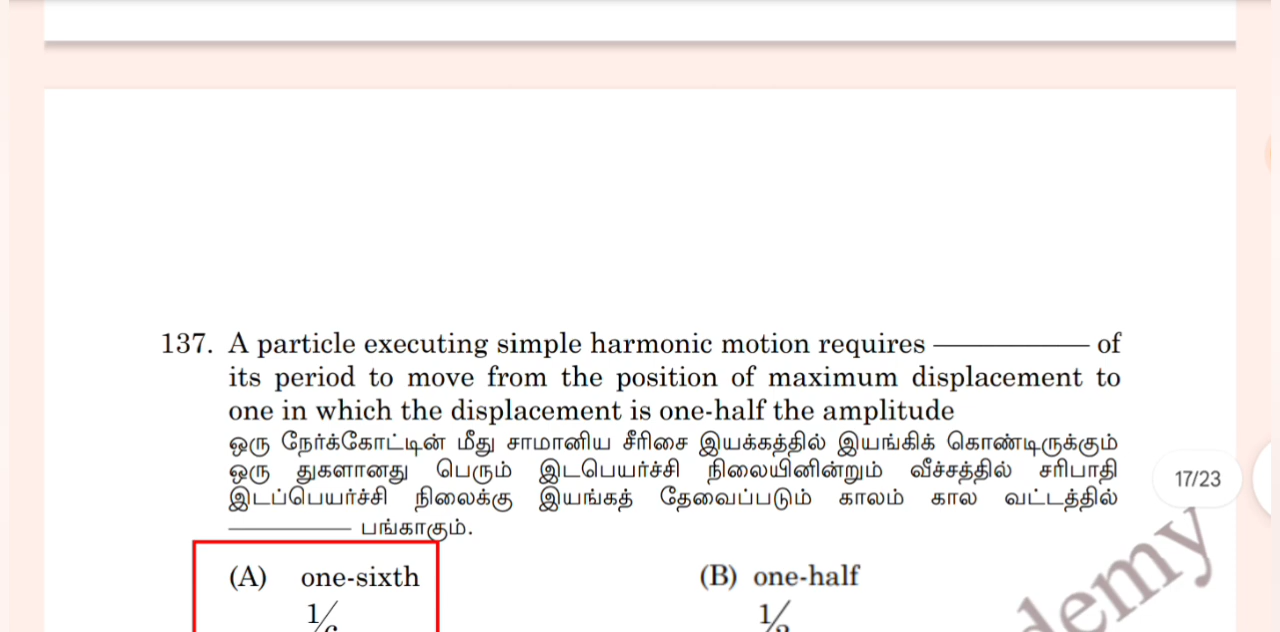 137. A particle executing simple harmonic motion requires ———— of
its period to move from the position of maximum displacement to
one in which the displacement is one-half the amplitude
ஒரு நேர்க்கோட்டின் மீது சாமானிய சீரிசை இயக்கத்தில் இயங்கிக் கொண்டிருக்கும்
ஒரு துகளானது பெரும் இடபெயர்ச்சி நிலையினின்றும் வீச்சத்தில் சரிபாதி
இடப்பெயர்ச்சி நிலைக்கு இயங்கத் தேவைப்படும் காலம் கால வட்டத்தில்
———— பங்காகும்.
17/23
(A) one-sixth (B) one-half
demy